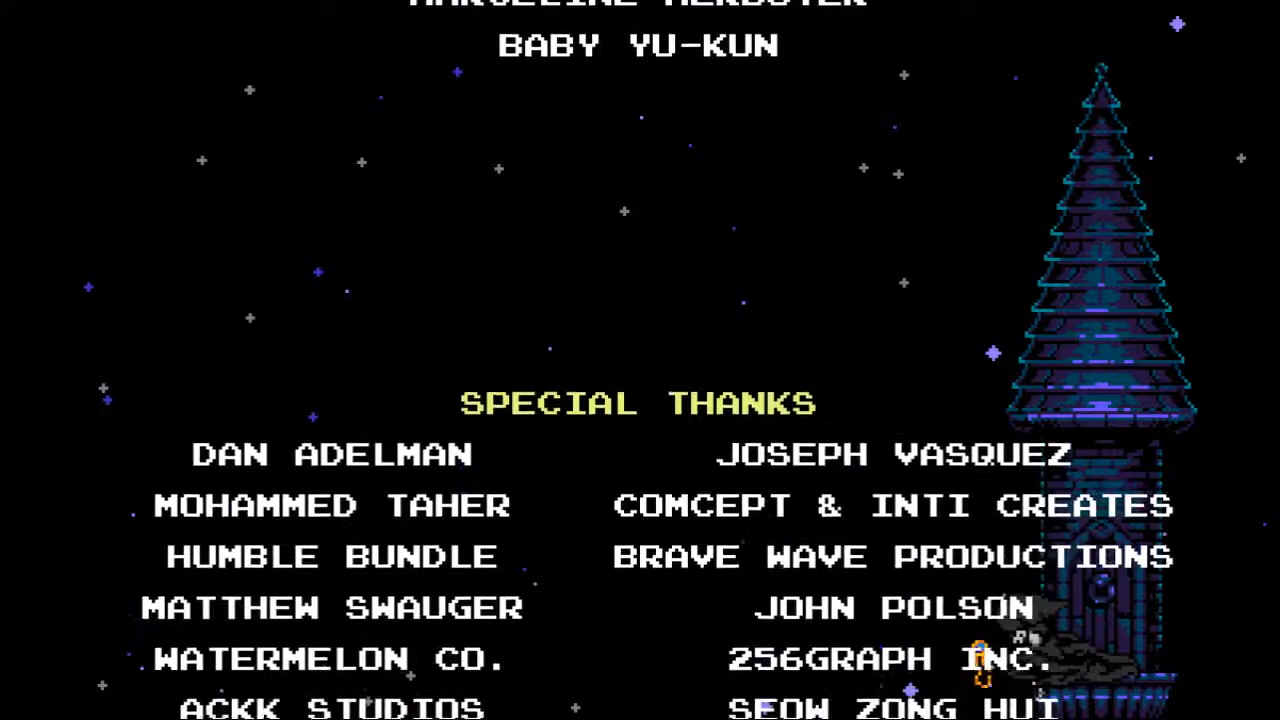 BABY YU-KUN
SPECIAL THANKS
DAN ADELMAN JOSEPH VASQUEZ
MOHAMMED TAHER COMCEPT & INTI CREATES
HUMBLE BUNDLE BRAVE WAVE PRODUCTIONS
MATTHEW SWAUGER JOHN POLSON
WATERMELON CO. 256GRAPH INC.
ACKK STUDIOS SEOW ZONG HUI